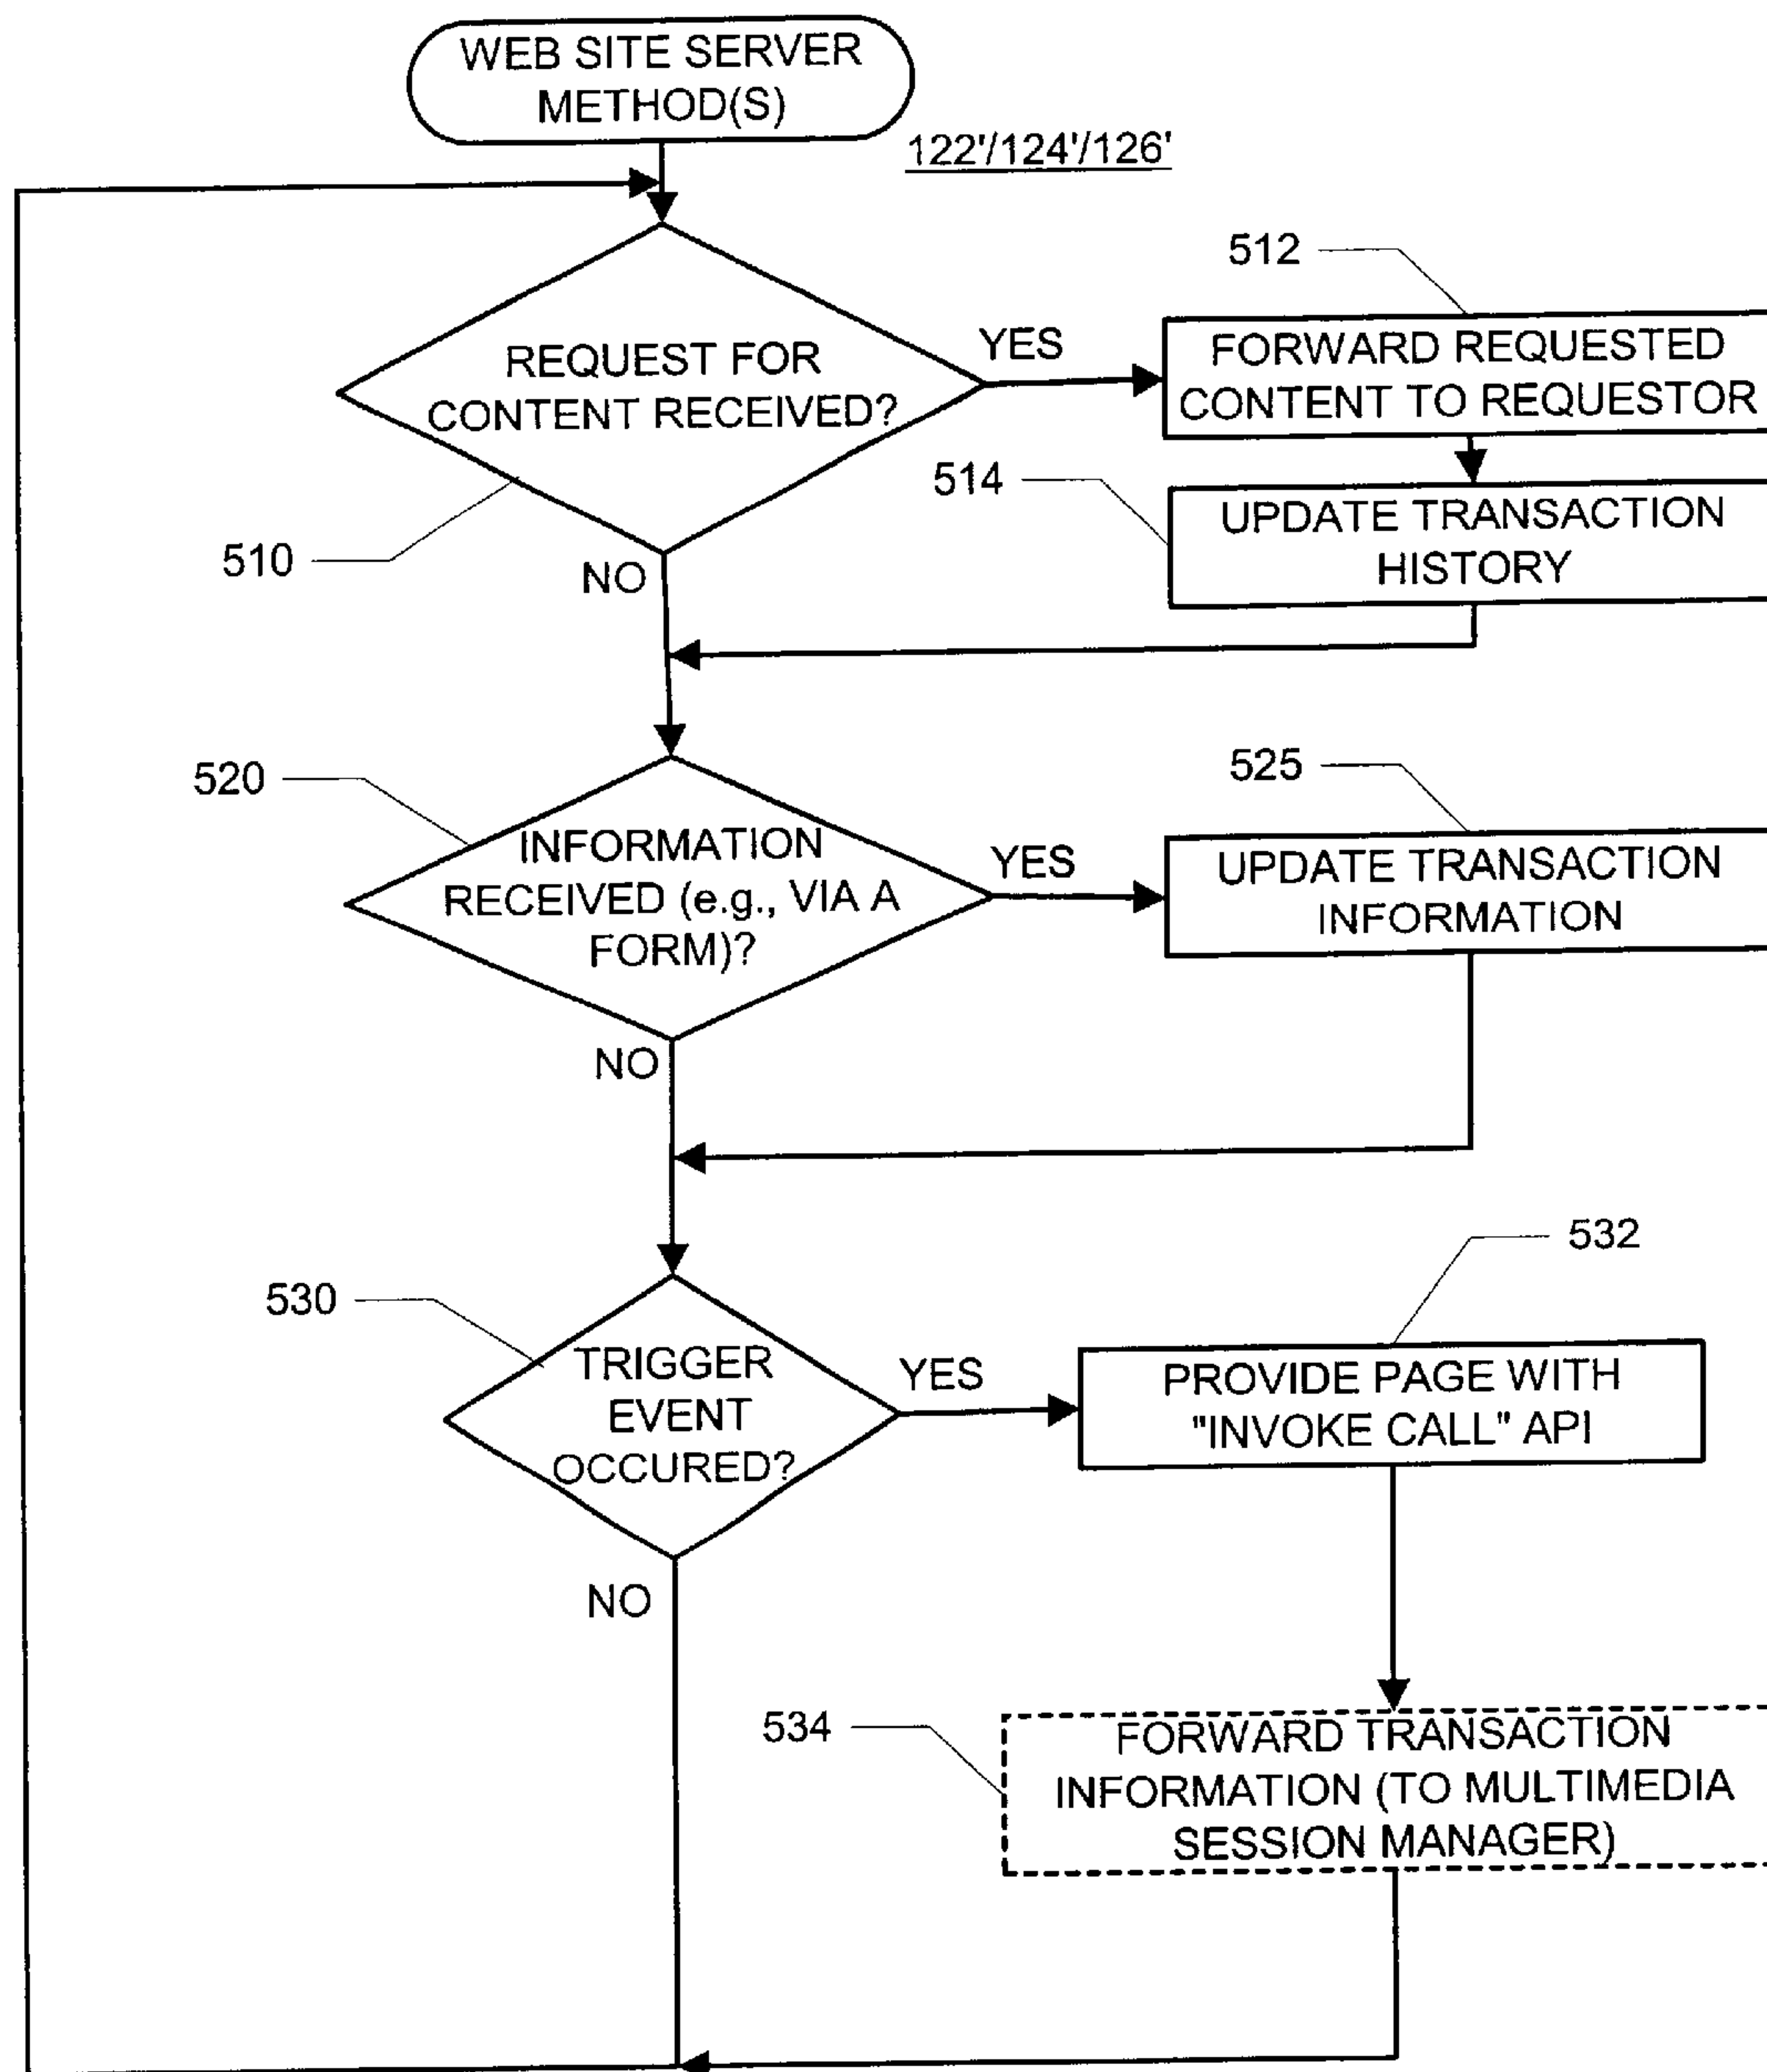 WEB SITE SERVER
METHOD(S)
122'/124'/126'
512
REQUEST FOR
CONTENT RECEIVED?
YES
FORWARD REQUESTED
CONTENT TO REQUESTOR
514
UPDATE TRANSACTION
HISTORY
510
NO
520
INFORMATION
RECEIVED (e.g., VIA A
FORM)?
YES
525
UPDATE TRANSACTION
INFORMATION
NO
530
TRIGGER
EVENT
OCCURED?
YES
532
PROVIDE PAGE WITH
"INVOKE CALL" API
NO
534
FORWARD TRANSACTION
INFORMATION (TO MULTIMEDIA
SESSION MANAGER)